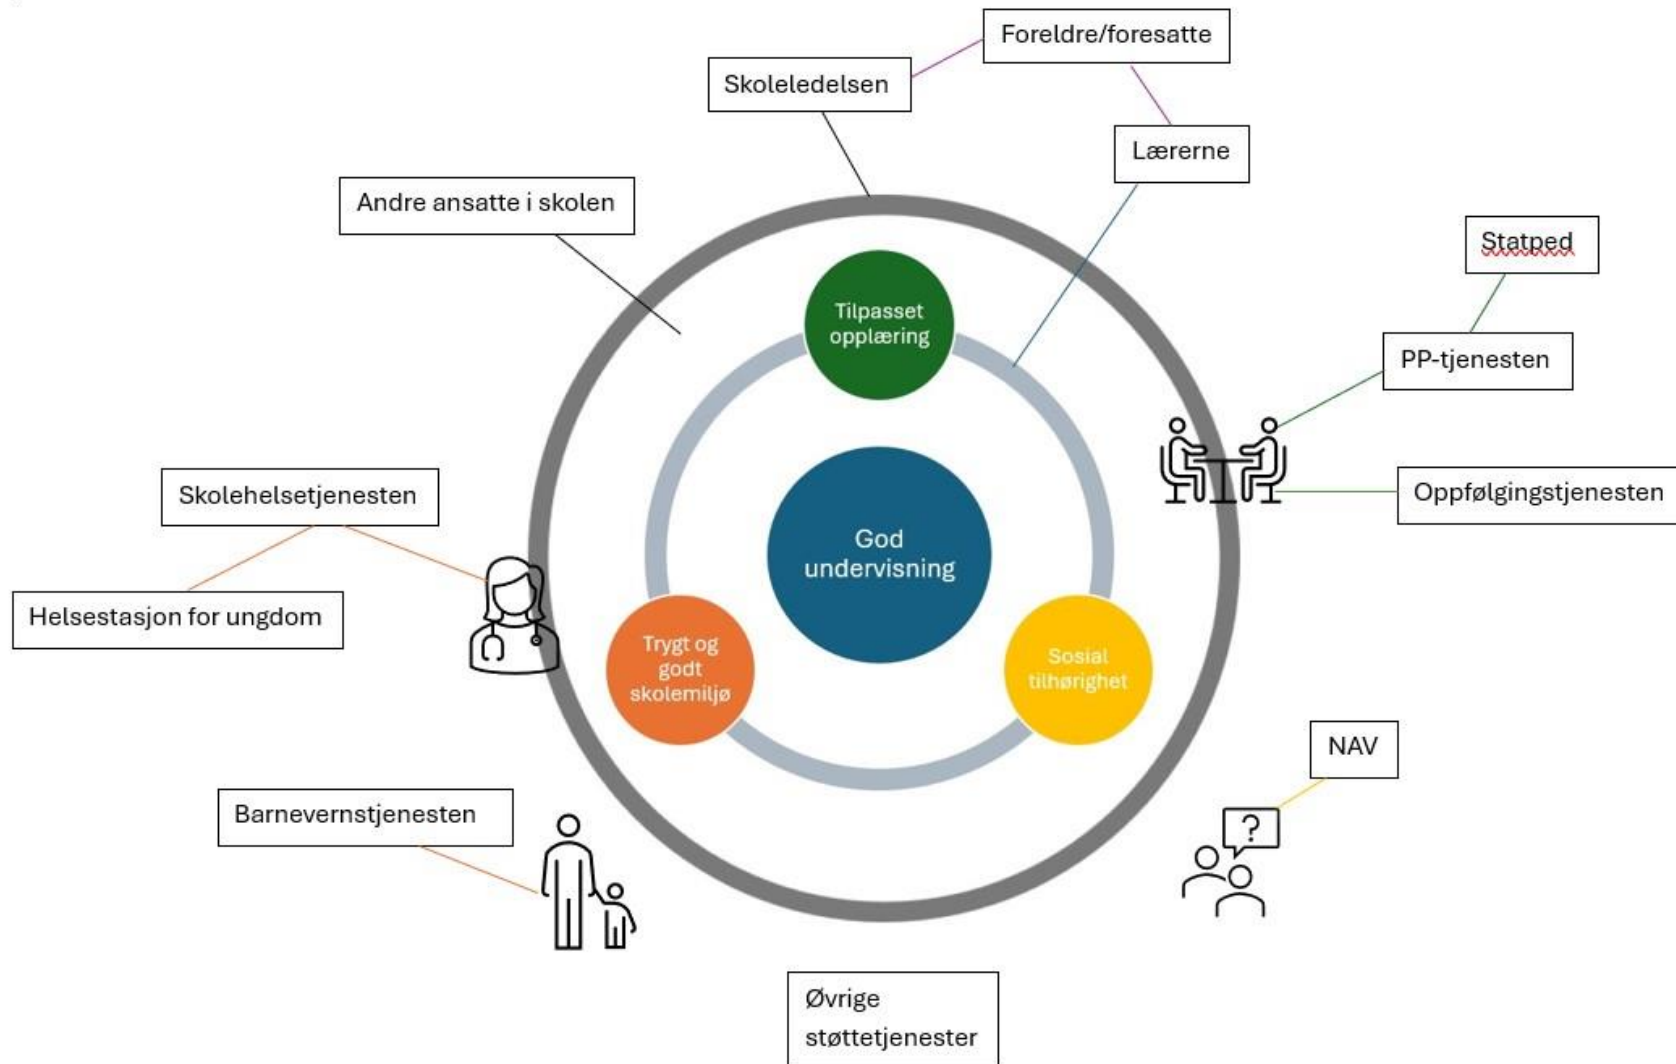 Foreldre/foresatte
Skoleledelsen
Lærerne
Andre ansatte i skolen
Statped
Tilpasset
opplæring
PP-tjenesten
Skolehelsetjenesten
Oppfølgingstjenesten
God
undervisning
Helsestasjon for ungdom
Trygt og
godt
skolemiljø
Sosial
tilhørighet
NAV
?
Barnevernstjenesten
Øvrige
støttetjenester